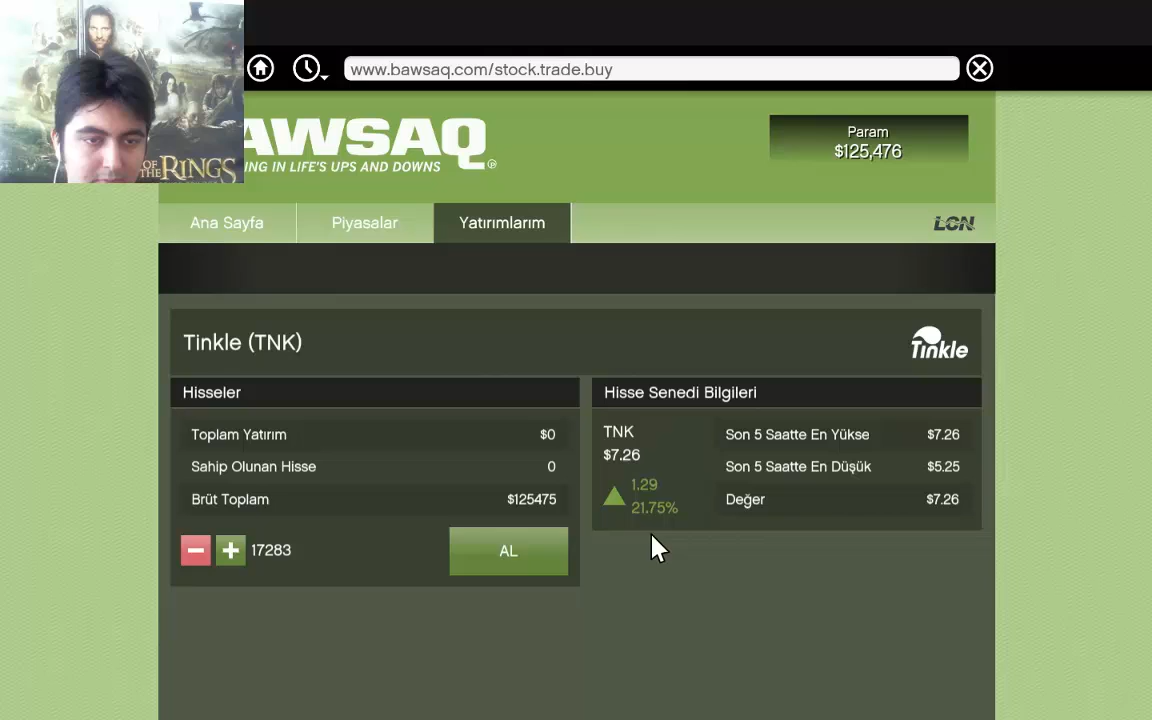 www.bawsaq.com/stock.trade.buy
OF THE RINGS
AWSAQ
NG IN LIFE'S UPS AND DOWNS
Param
$125,476
Ana Sayfa
Piyasalar
Yatırımlarım
LCN
Tinkle (TNK)
Tinkle
Hisseler
Toplam Yatırım $0
Sahip Olunan Hisse 0
Brüt Toplam $125475
17283
AL
Hisse Senedi Bilgileri
TNK
$7.26
1.29
21.75%
Son 5 Saatte En Yükse $7.26
Son 5 Saatte En Düşük $5.25
Değer $7.26